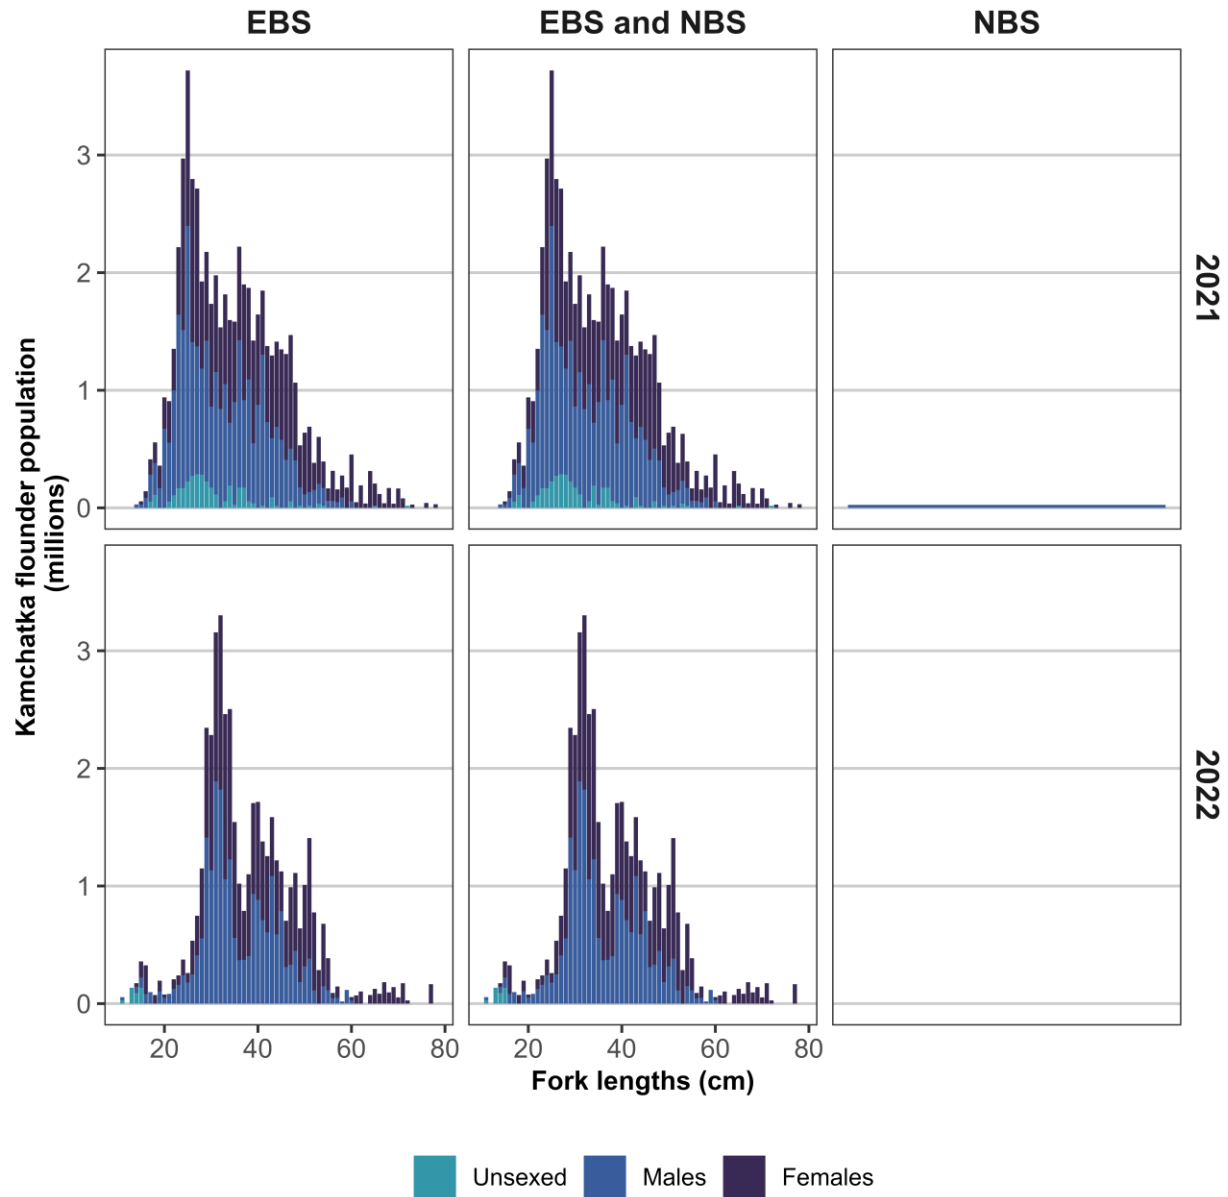 EBS
EBS and NBS
NBS
Kamchatka flounder population
(millions)
3
2
1
0
2021
3
2
1
0
2022
20 40 60 80
20 40 60 80
Fork lengths (cm)
Unsexed Males Females